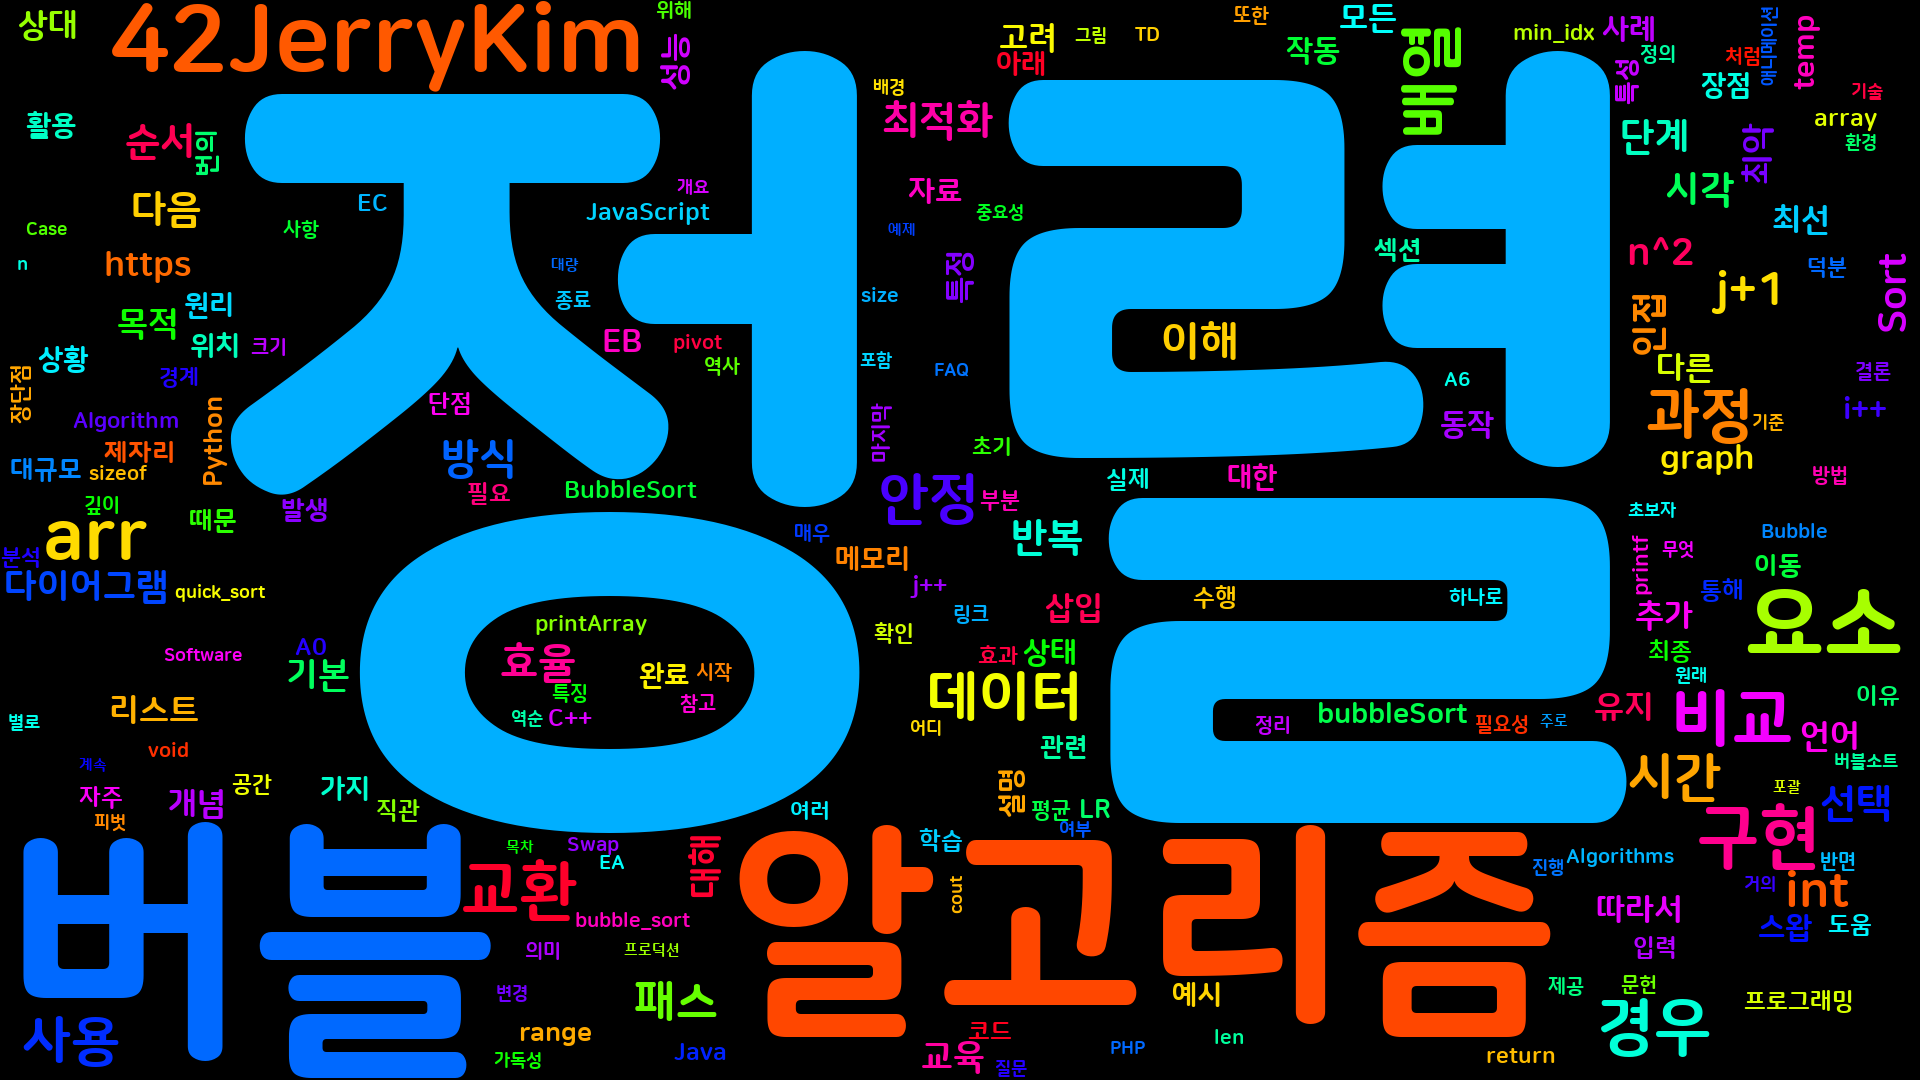 42JerryKim
정렬
버블
알고리즘
상대
위해
성능
활용
순서
번의
다음
EC
사항
JavaScript
개요
Case
n
https
원리
목적
위치
크기
상황
경계
장단점
Algorithm
Python
제자리
대규모
sizeof
깊이
때문
발생
arr
분석
다이어그램
quick_sort
대량
종료
EB
pivot
역사
단점
방식
필요
BubbleSort
배경
최적화
고려
그림
TD
또한
아래
작동
모든
배열
min_idx
사례
정의
특성
처럼
애니메이션
temp
장점
기술
array
환경
단계
최악
시각
최선
자료
중요성
예제
특정
size
섹션
n^2
덕분
j+1
Sort
인접
이해
포함
FAQ
다른
결론
A6
동작
과정
기준
i++
graph
방법
마지막
초기
안정
부분
실제
대한
반복
초보자
매우
메모리
j++
링크
확인
삽입
수행
하나로
printf
무엇
Bubble
이동
통해
추가
요소
최종
원래
이유
printArray
효율
완료
시작
특징
참고
역순
C++
Software
A0
기본
리스트
별로
void
계속
자주
피벗
개념
공간
가지
직관
효과
상태
데이터
어디
관련
정리
bubbleSort
필요성
주로
유지
비교
언어
버블소트
시간
포괄
선택
구현
설명
평균
LR
여부
여러
학습
목차
Swap
EA
교환
대해
bubble_sort
의미
프로덕션
변경
패스
range
가독성
Java
사용
cout
진행
Algorithms
반면
거의
int
따라서
스왑
도움
입력
예시
제공
문헌
프로그래밍
경우
코드
교육
질문
PHP
len
return